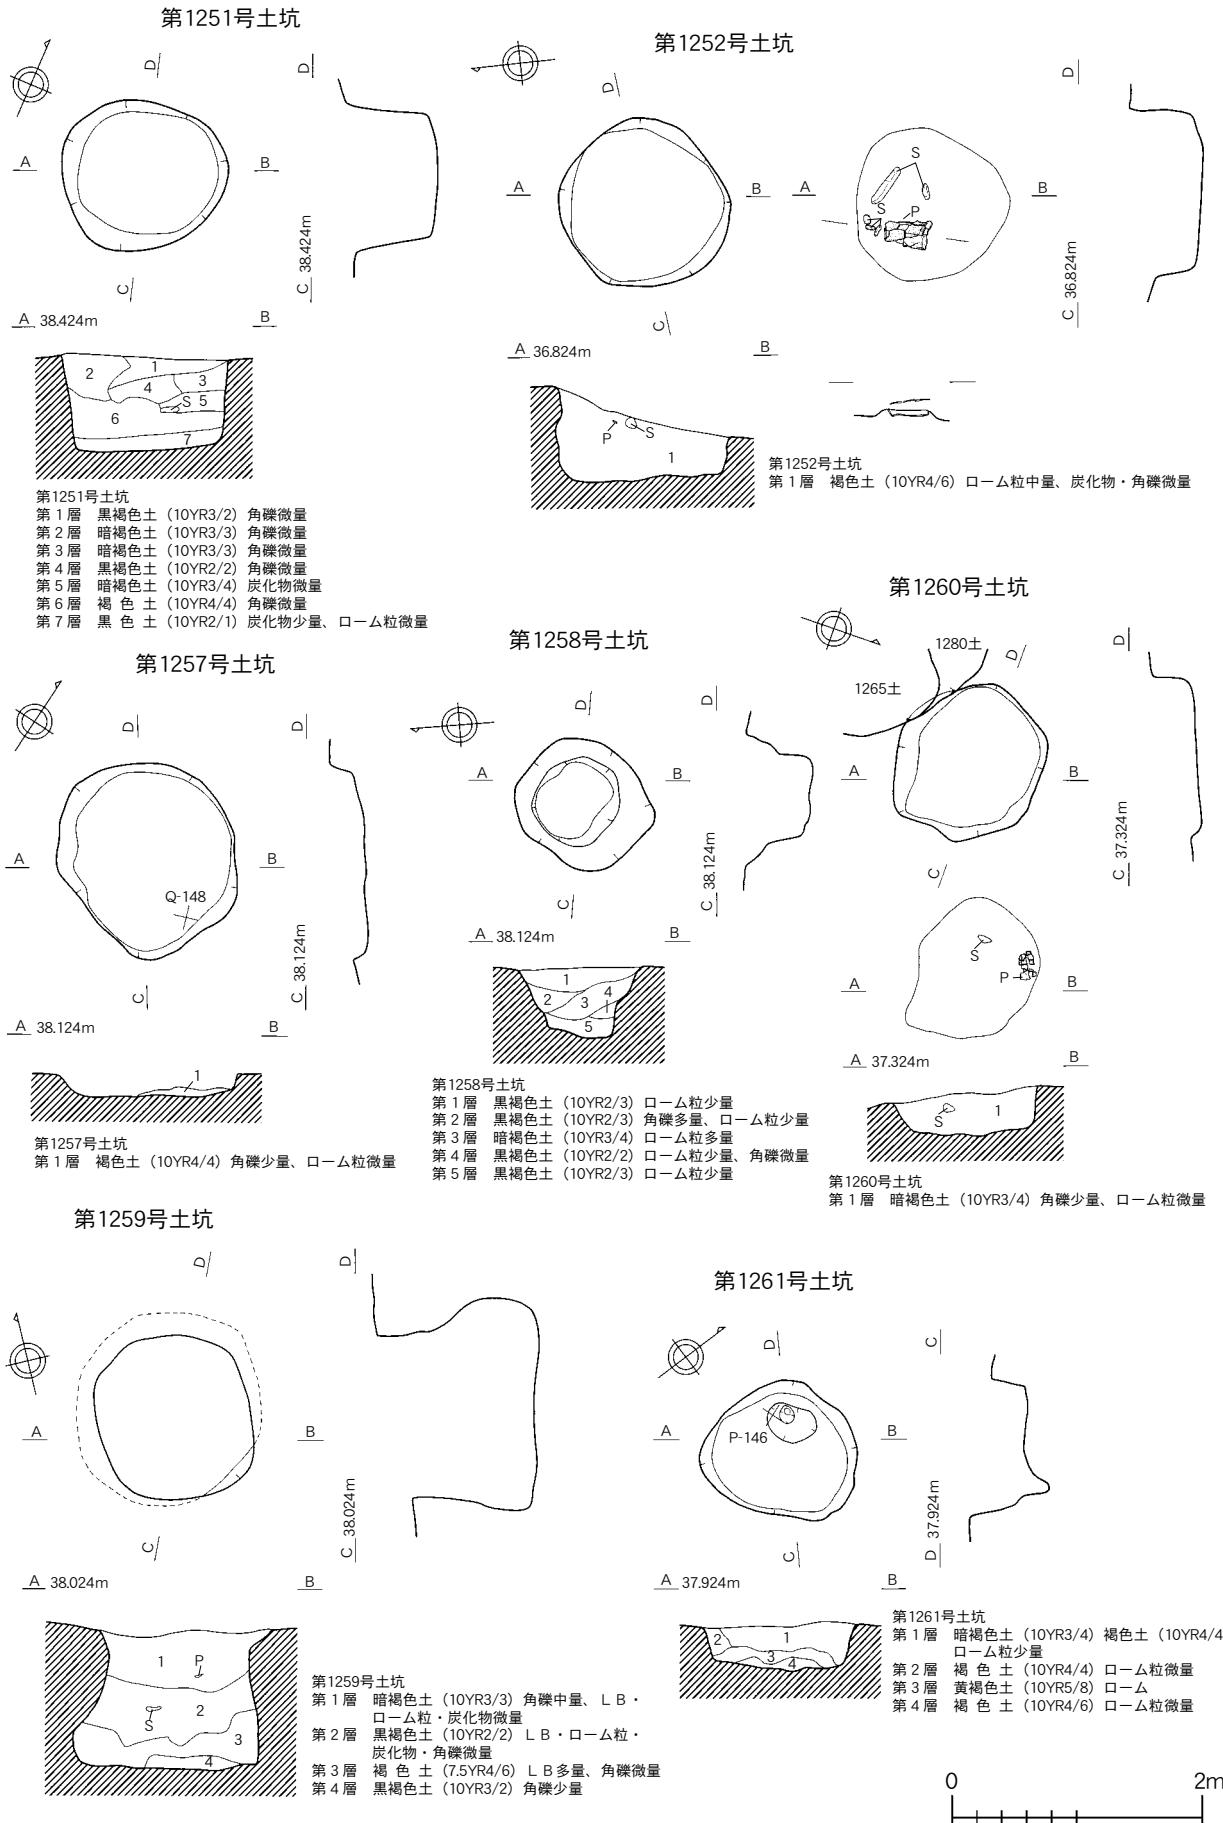 第1251号土坑
D
D
A
B
C
C 38.424m
A 38.424m
B
1
2
3
4
S 5
6
7
第1251号土坑
第1層 黒褐色土（10YR3/2）角礫微量
第2層 暗褐色土（10YR3/3）角礫微量
第3層 暗褐色土（10YR3/3）角礫微量
第4層 黒褐色土（10YR2/2）角礫微量
第5層 暗褐色土（10YR3/4）炭化物微量
第6層 褐 色 土（10YR4/4）角礫微量
第7層 黒 色 土（10YR2/1）炭化物少量、ローム粒微量
第1252号土坑
D
D
A
B
A
S
S
P
B
C
C 36.824m
A 36.824m
B
P
S
1
第1252号土坑
第1層 褐色土（10YR4/6）ローム粒中量、炭化物・角礫微量
第1257号土坑
D
D
A
B
Q-148
C
C 38.124m
A 38.124m
B
1
第1257号土坑
第1層 褐色土（10YR4/4）角礫少量、ローム粒微量
第1258号土坑
D
D
A
B
C
C 38.124m
A 38.124m
B
1
2
3
4
5
第1258号土坑
第1層 黒褐色土（10YR2/3）ローム粒少量
第2層 黒褐色土（10YR2/3）角礫多量、ローム粒少量
第3層 暗褐色土（10YR3/4）ローム粒多量
第4層 黒褐色土（10YR2/2）ローム粒少量、角礫微量
第5層 黒褐色土（10YR2/3）ローム粒少量
第1260号土坑
1280土
1265土
D
D
A
B
C
C 37.324m
S
P
A
B
A 37.324m
B
S
1
第1260号土坑
第1層 暗褐色土（10YR3/4）角礫少量、ローム粒微量
第1259号土坑
D
D
A
B
C
C 38.024m
A 38.024m
B
1
P
2
S
3
4
第1259号土坑
第1層 暗褐色土（10YR3/3）角礫中量、ＬＢ・
ローム粒・炭化物微量
第2層 黒褐色土（10YR2/2）ＬＢ・ローム粒・
炭化物・角礫微量
第3層 褐 色 土（7.5YR4/6）ＬＢ多量、角礫微量
第4層 黒褐色土（10YR3/2）角礫少量
第1261号土坑
D
C
A
P-146
B
C
D 37.924m
A 37.924m
B
1
2
3
4
第1261号土坑
第1層 暗褐色土（10YR3/4）褐色土（10YR4/4
ローム粒少量
第2層 褐 色 土（10YR4/4）ローム粒微量
第3層 黄褐色土（10YR5/8）ローム
第4層 褐 色 土（10YR4/6）ローム粒微量
0
2m